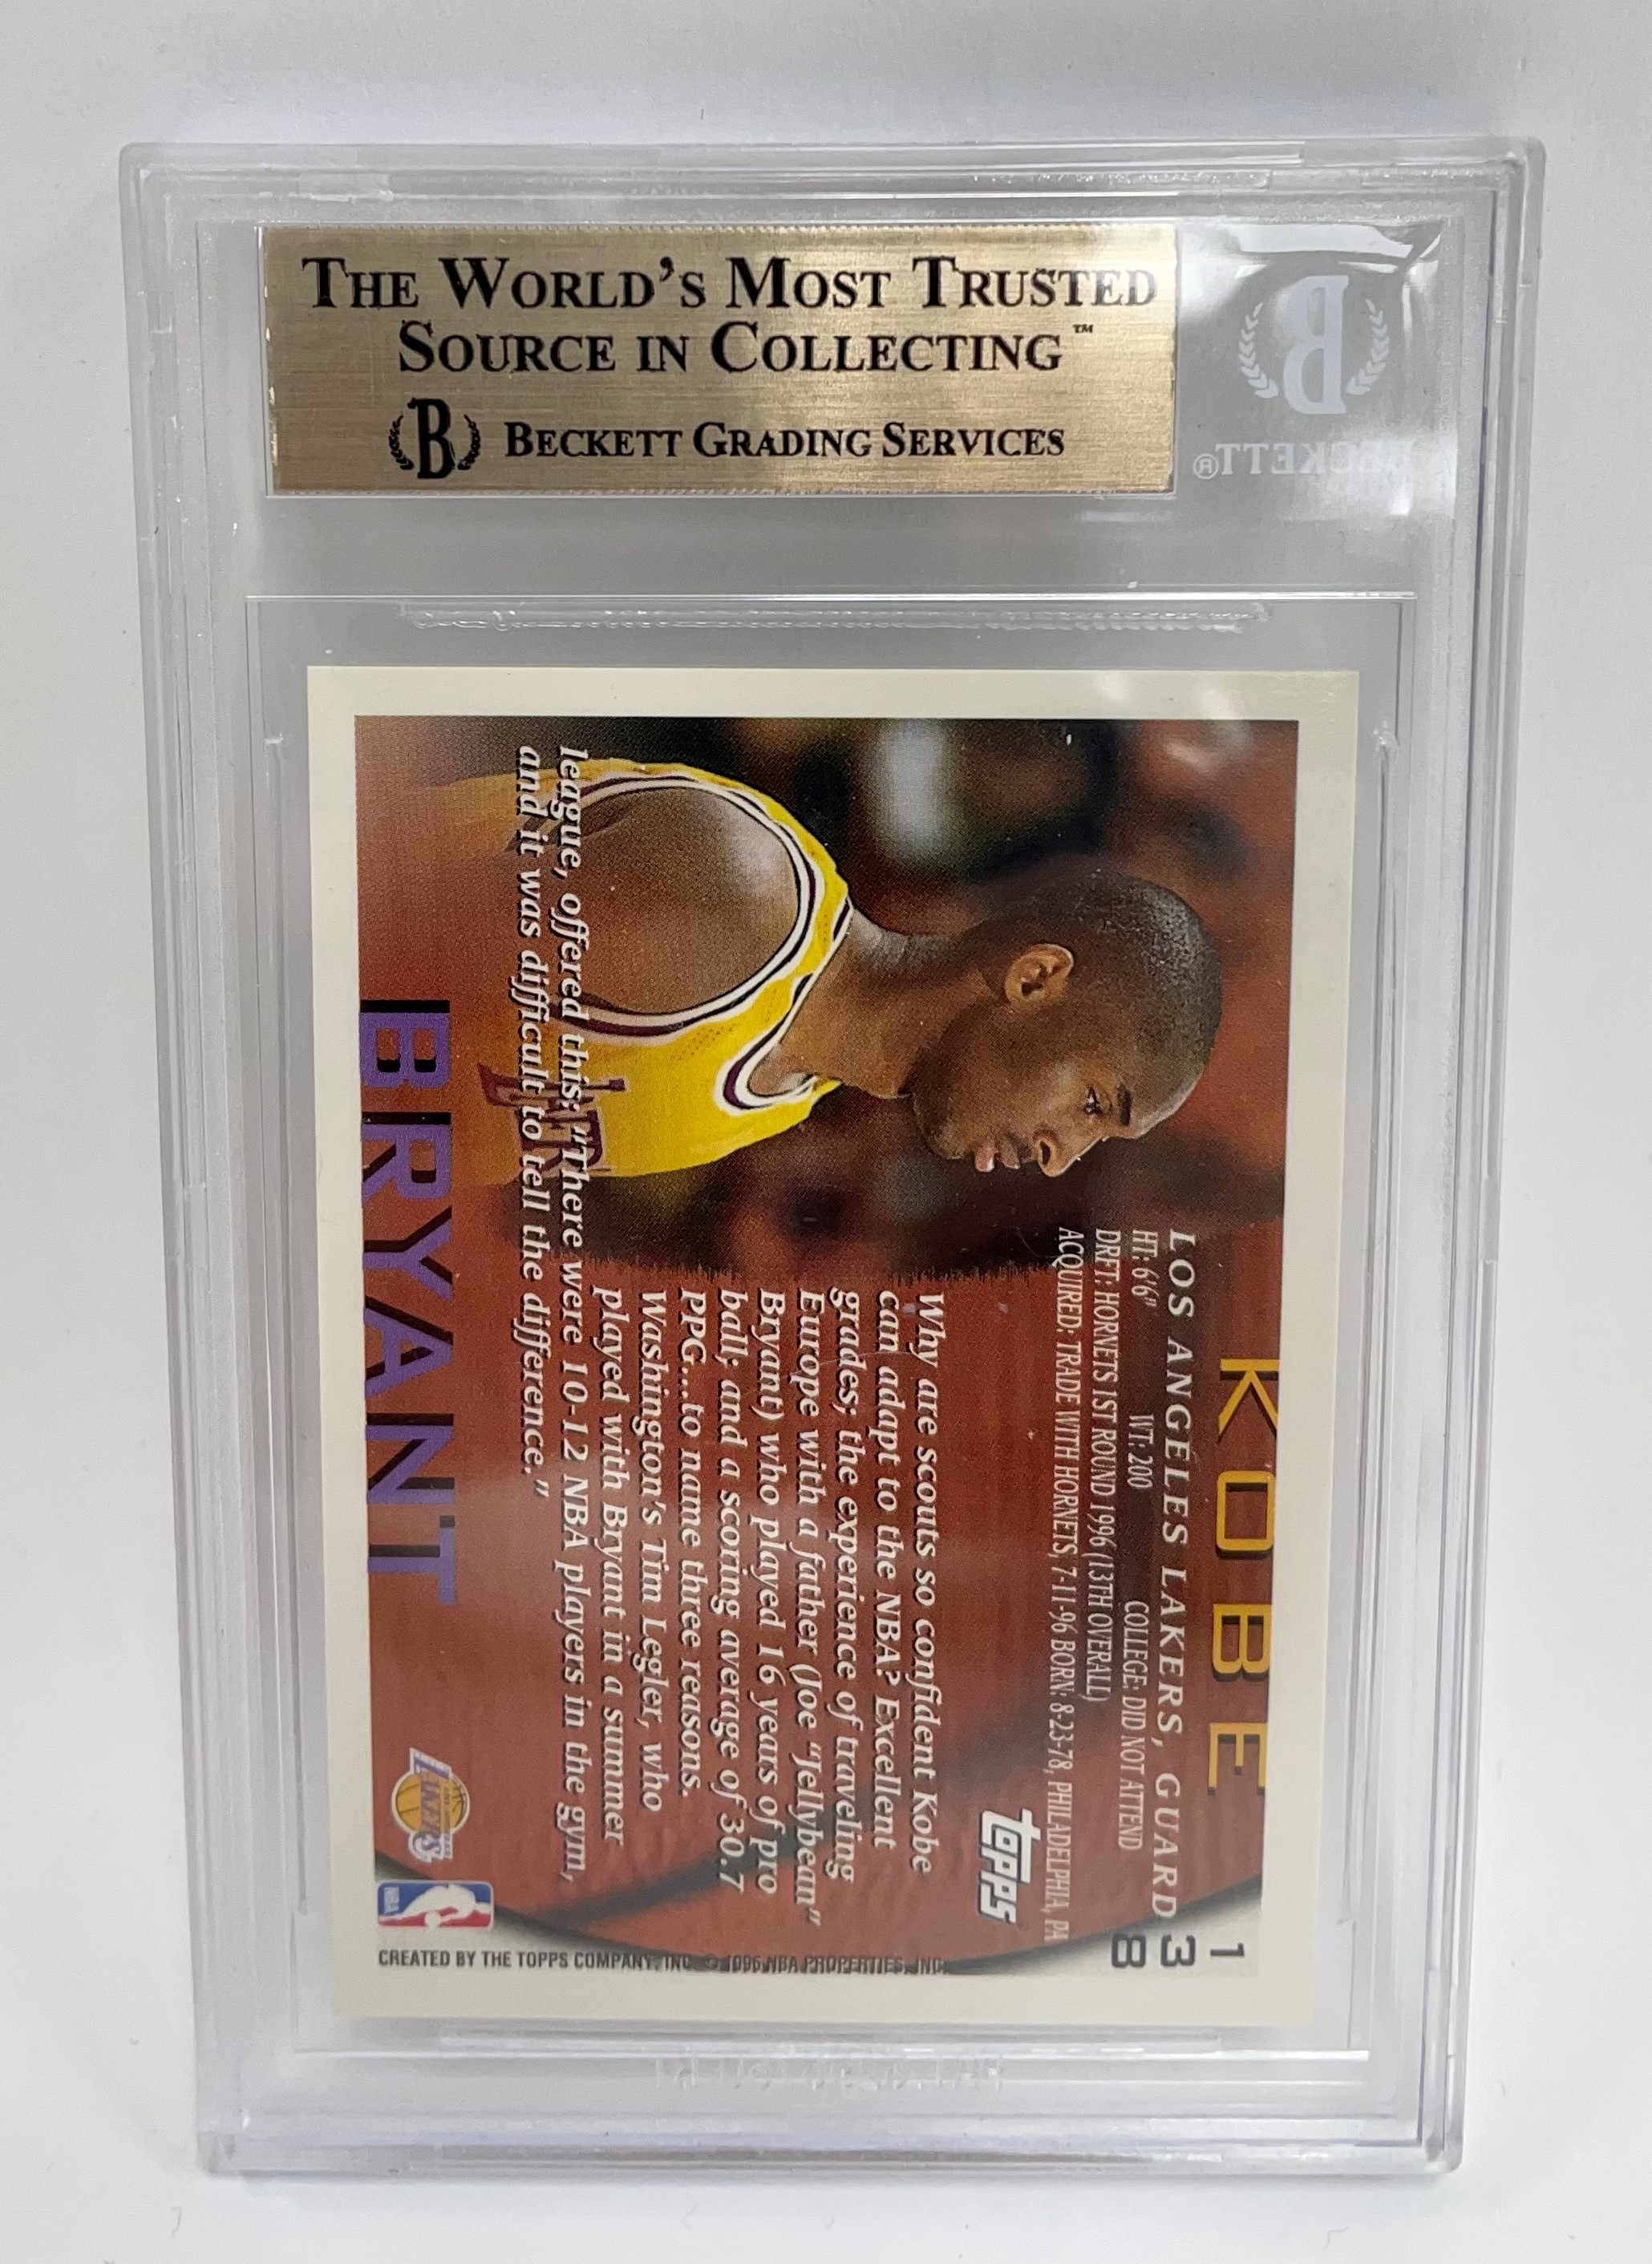 THE WORLD'S MOST TRUSTED
SOURCE IN COLLECTING™
B BECKETT GRADING SERVICES
B
BECKETT®
KOBE
138
LOS ANGELES LAKERS, GUARD
HT: 6'6" WT: 200 COLLEGE: DID NOT ATTEND
DRFT: HORNETS 1ST ROUND 1996 (13TH OVERALL)
ACQUIRED: TRADE WITH HORNETS, 7-11-96 BORN: 8-23-78, PHILADELPHIA, PA
TOPPS
Why are scouts so confident Kobe
can adapt to the NBA? Excellent
grades; the experience of traveling
Europe with a father (Joe "Jellybean"
Bryant) who played 16 years of pro
ball; and a scoring average of 30.7
PPG....to name three reasons.
Washington's Tim Legler, who
played with Bryant in a summer
league, offered this: "There were 10-12 NBA players in the gym,
and it was difficult to tell the difference."
BRYANT
LAKERS
NBA
CREATED BY THE TOPPS COMPANY, INC. © 1996 NBA PROPERTIES, INC.